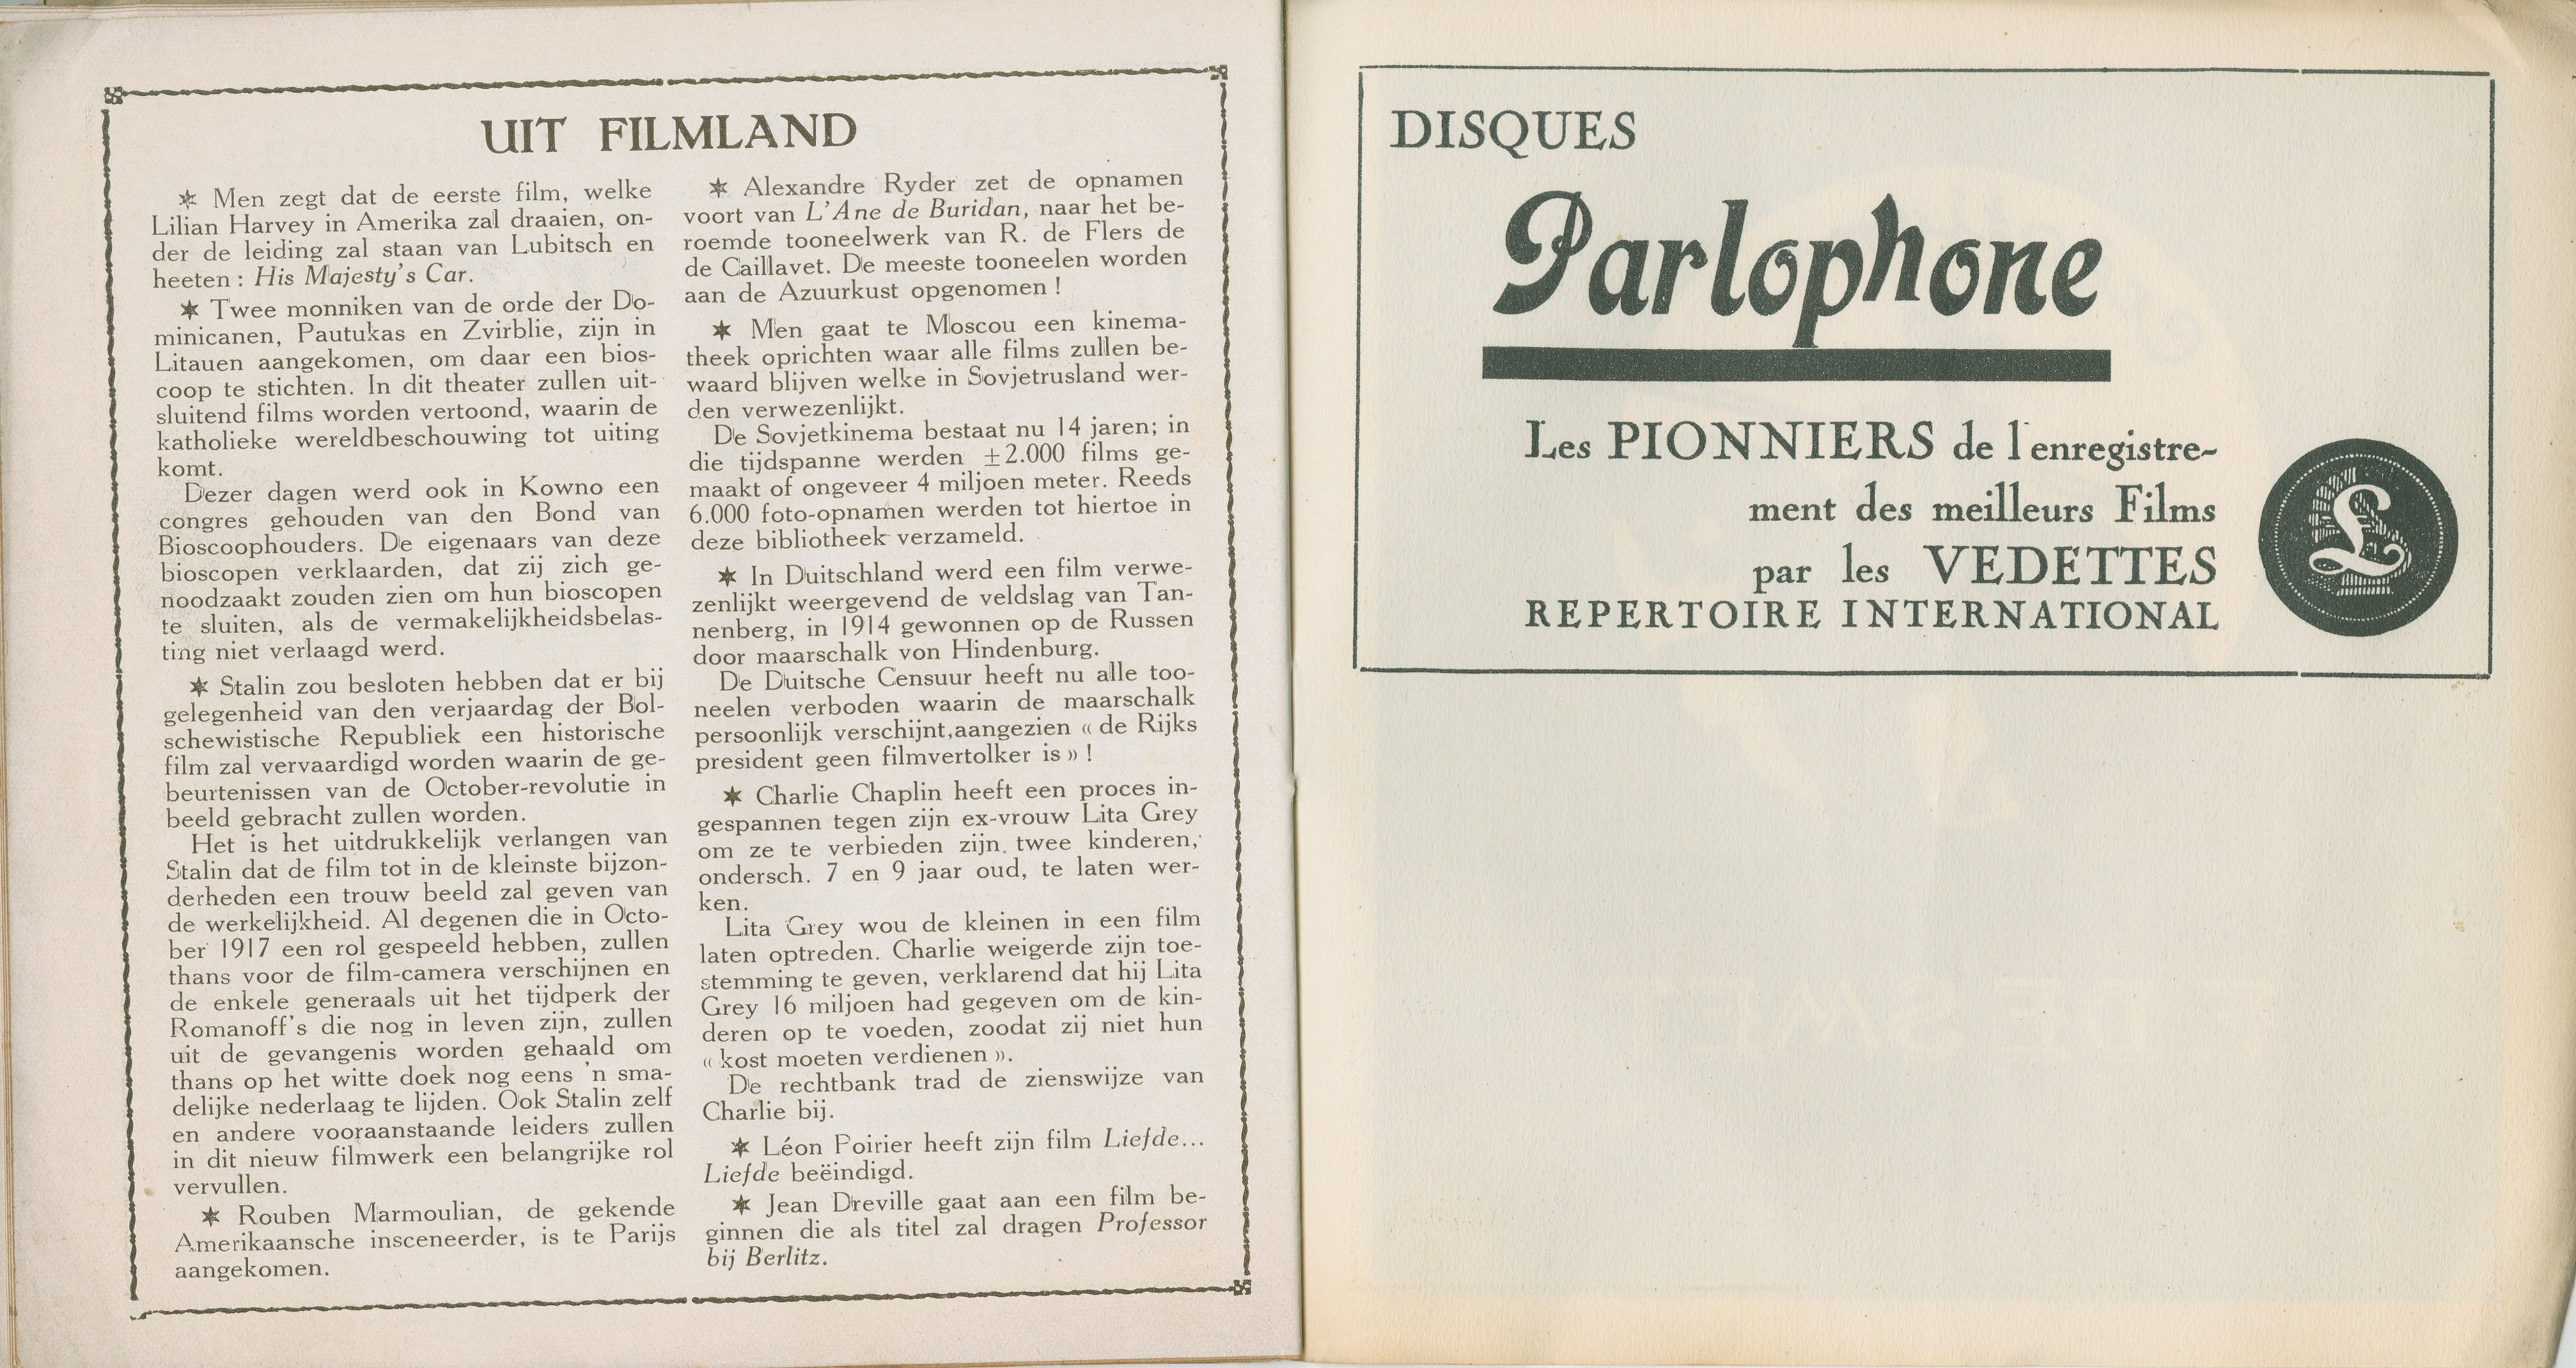 UIT FILMLAND
✶ Men zegt dat de eerste film, welke
Lilian Harvey in Amerika zal draaien, on-
der de leiding zal staan van Lubitsch en
heeten : His Majesty's Car.
✶ Twee monniken van de orde der Do-
minicanen, Pautukas en Zvirblie, zijn in
Litauen aangekomen, om daar een bios-
coop te stichten. In dit theater zullen uit-
sluitend films worden vertoond, waarin de
katholieke wereldbeschouwing tot uiting
komt.
Dezer dagen werd ook in Kowno een
congres gehouden van den Bond van
Bioscoophouders. De eigenaars van deze
bioscopen verklaarden, dat zij zich ge-
noodzaakt zouden zien om hun bioscopen
te sluiten, als de vermakelijkheidsbelas-
ting niet verlaagd werd.
✶ Stalin zou besloten hebben dat er bij
gelegenheid van den verjaardag der Bol-
schewistische Republiek een historische
film zal vervaardigd worden waarin de ge-
beurtenissen van de October-revolutie in
beeld gebracht zullen worden.
Het is het uitdrukkelijk verlangen van
Stalin dat de film tot in de kleinste bijzon-
derheden een trouw beeld zal geven van
de werkelijkheid. Al degenen die in Octo-
ber 1917 een rol gespeeld hebben, zullen
thans voor de film-camera verschijnen en
de enkele generaals uit het tijdperk der
Romanoff's die nog in leven zijn, zullen
uit de gevangenis worden gehaald om
thans op het witte doek nog eens 'n sma-
delijke nederlaag te lijden. Ook Stalin zelf
en andere vooraanstaande leiders zullen
in dit nieuw filmwerk een belangrijke rol
vervullen.
✶ Rouben Marmoulian, de gekende
Amerikaansche insceneerder, is te Parijs
aangekomen.
✶ Alexandre Ryder zet de opnamen
voort van L'Ane de Buridan, naar het be-
roemde tooneelwerk van R. de Flers de
de Caillavet. De meeste tooneelen worden
aan de Azuurkust opgenomen !
✶ Men gaat te Moscou een kinema-
theek oprichten waar alle films zullen be-
waard blijven welke in Sovjetrusland wer-
den verwezenlijkt.
De Sovjetkinema bestaat nu 14 jaren; in
die tijdspanne werden ±2.000 films ge-
maakt of ongeveer 4 miljoen meter. Reeds
6.000 foto-opnamen werden tot hiertoe in
deze bibliotheek verzameld.
✶ In Duitschland werd een film verwe-
zenlijkt weergevend de veldslag van Tan-
nenberg, in 1914 gewonnen op de Russen
door maarschalk von Hindenburg.
De Duitsche Censuur heeft nu alle too-
neelen verboden waarin de maarschalk
persoonlijk verschijnt,aangezien « de Rijks
president geen filmvertolker is » !
✶ Charlie Chaplin heeft een proces in-
gespannen tegen zijn ex-vrouw Lita Grey
om ze te verbieden zijn. twee kinderen,
ondersch. 7 en 9 jaar oud, te laten wer-
ken.
Lita Grey wou de kleinen in een film
laten optreden. Charlie weigerde zijn toe-
stemming te geven, verklarend dat hij Lita
Grey 16 miljoen had gegeven om de kin-
deren op te voeden, zoodat zij niet hun
« kost moeten verdienen ».
De rechtbank trad de zienswijze van
Charlie bij.
✶ Léon Poirier heeft zijn film Liefde...
Liefde beëindigd.
✶ Jean Dreville gaat aan een film be-
ginnen die als titel zal dragen Professor
bij Berlitz.
DISQUES
Parlophone
Les PIONNIERS de l'enregistre-
ment des meilleurs Films
par les VEDETTES
REPERTOIRE INTERNATIONAL
£